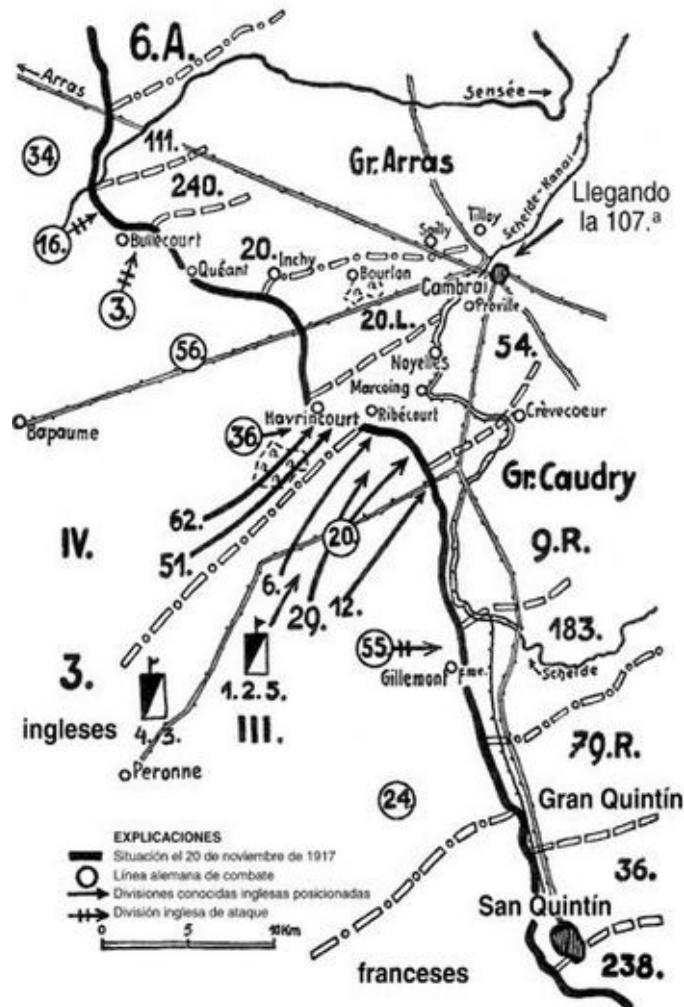 6.A.
Arras
Sensée
34.
111.
Gr. Arras
240.
Schelde-Kanal
Llegando
la 107.ª
16.
Bullecourt
Sailly
Tilloy
20.
Inchy
3.
Quéant
Bourlon
Cambrai
Proville
20.L.
56.
54.
Noyelles
Marcoing
Bapaume
Havrincourt
Ribécourt
Crèvecoeur
36.
Gr. Caudry
62.
IV.
51.
20.
9.R.
6.
29.
12.
183.
55.
Gillemont Fme.
Schelde
3.
ingleses
1.2.5.
III.
4.3.
79.R.
Peronne
24.
Gran Quintín
EXPLICACIONES
Situación el 20 de noviembre de 1917
Línea alemana de combate
Divisiones conocidas inglesas posicionadas
División inglesa de ataque
0 5 10Km
36.
San Quintín
franceses
238.